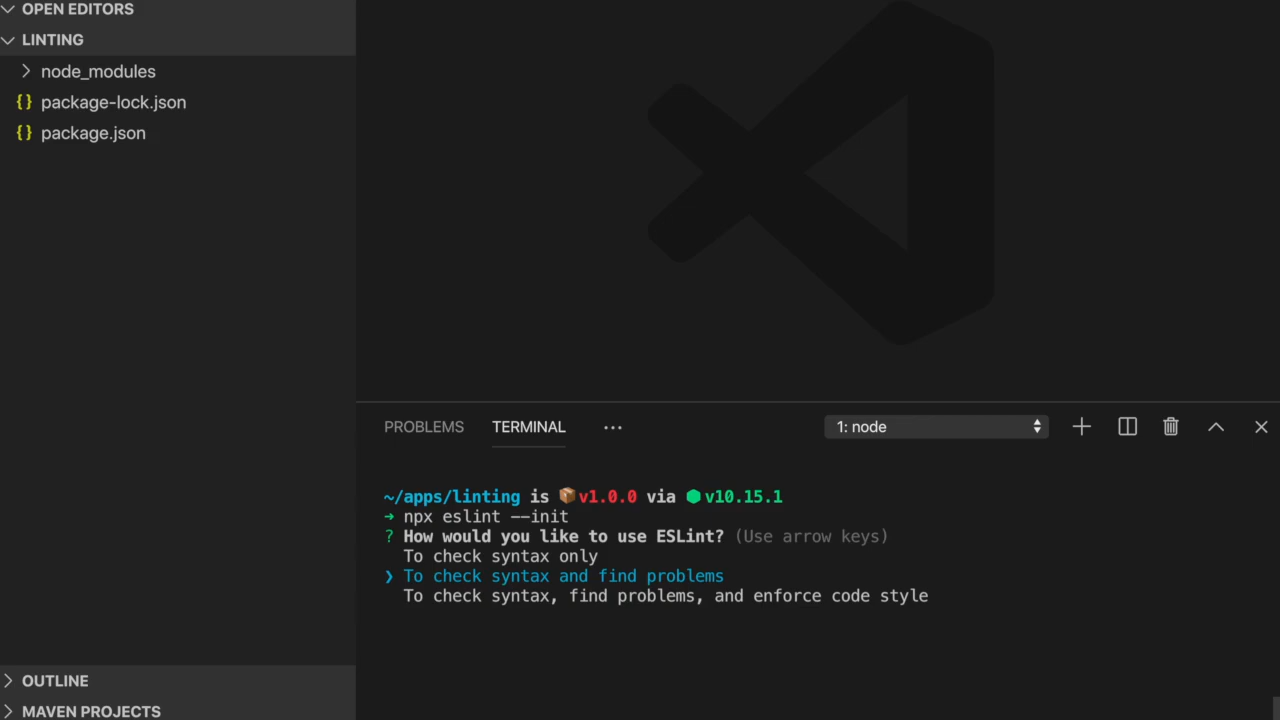 OPEN EDITORS
LINTING
node_modules
{} package-lock.json
{} package.json
OUTLINE
MAVEN PROJECTS
PROBLEMS TERMINAL ··· 1: node
~/apps/linting is 📦v1.0.0 via ⬢v10.15.1
➜ npx eslint --init
? How would you like to use ESLint? (Use arrow keys)
To check syntax only
❯ To check syntax and find problems
To check syntax, find problems, and enforce code style